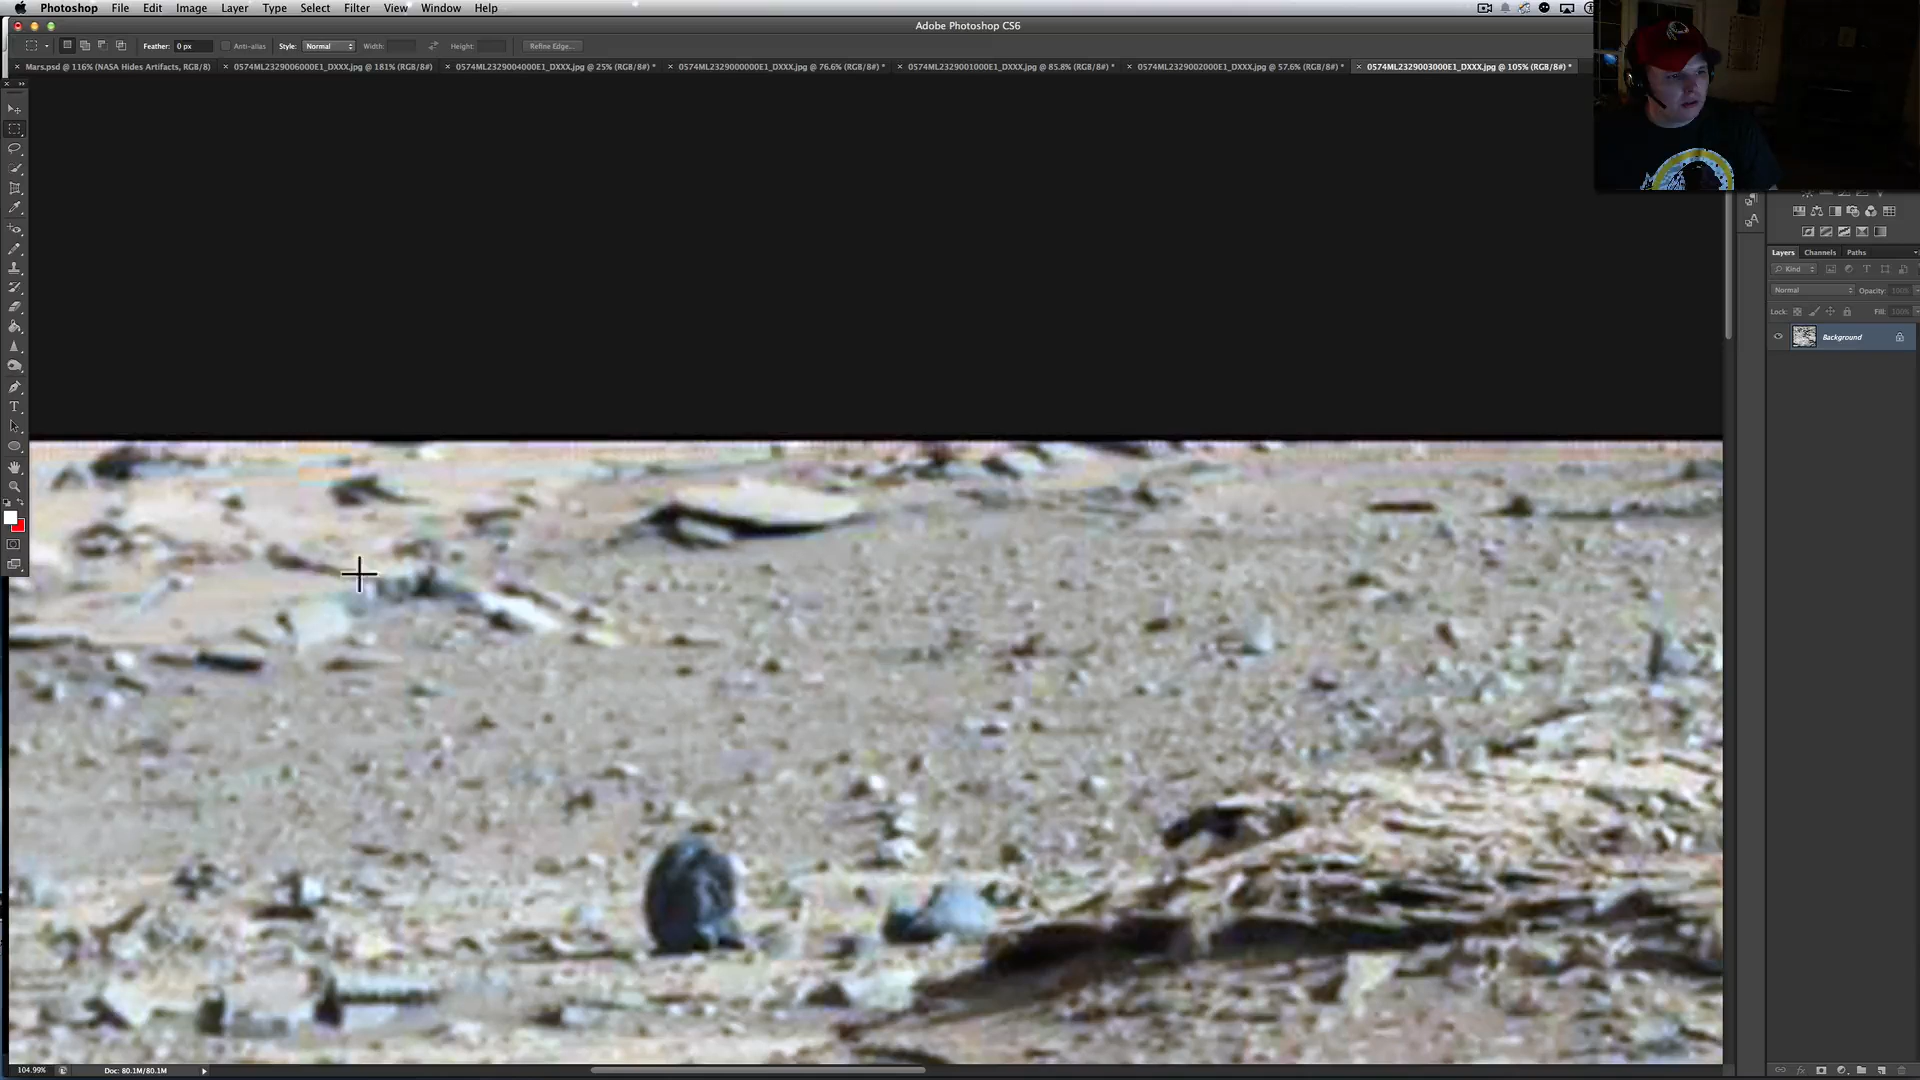 Photoshop File Edit Image Layer Type Select Filter View Window Help
Adobe Photoshop CS6
Feather: 0 px Anti-alias Style: Normal Width: Height: Refine Edge...
Mars.psd @ 116% (NASA Hides Artifacts, RGB/8) 0574ML2329006000E1_DXXX.jpg @ 181% (RGB/8#) 0574ML2329004000E1_DXXX.jpg @ 25% (RGB/8#) * 0574ML2329000000E1_DXXX.jpg @ 76.6% (RGB/8#) * 0574ML2329001000E1_DXXX.jpg @ 85.8% (RGB/8#) * 0574ML2329002000E1_DXXX.jpg @ 57.6% (RGB/8#) * 0574ML2329003000E1_DXXX.jpg @ 105% (RGB/8#) *
Layers Channels Paths
Kind
Normal Opacity: 100%
Lock: Fill: 100%
Background
104.99% Doc: 80.1M/80.1M